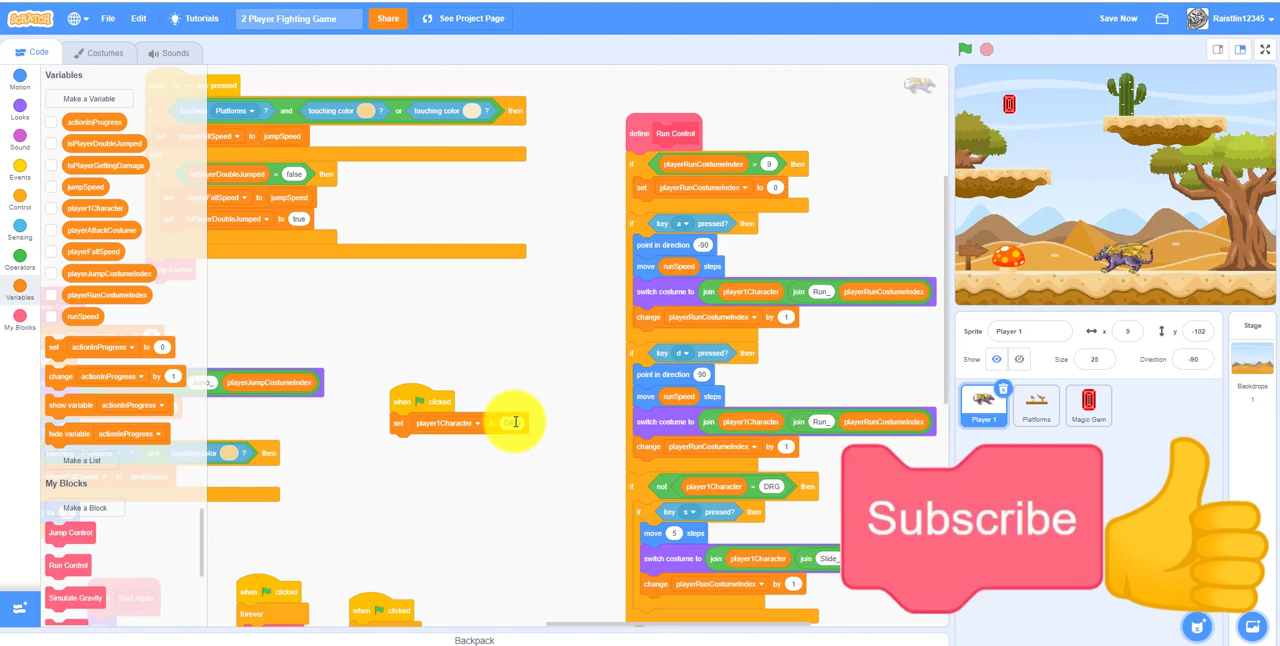 SCRATCH File Edit Tutorials 2 Player Fighting Game Share See Project Page Save Now Raistlin12345
Code Costumes Sounds
Motion
Looks
Sound
Events
Control
Sensing
Operators
Variables
My Blocks
Variables
Make a Variable
actionInProgress
isPlayerDoubleJumped
isPlayerGettingDamage
jumpSpeed
player1Character
playerAttackCostume
playerFallSpeed
playerJumpCostumeIndex
playerRunCostumeIndex
runSpeed
set actionInProgress to 0
change actionInProgress by 1
show variable actionInProgress
hide variable actionInProgress
Make a List
My Blocks
Make a Block
Jump Control
Run Control
Simulate Gravity
Start Again
key pressed
touching Platforms ? and touching color ? or touching color ? then
set playerFallSpeed to jumpSpeed
isPlayerDoubleJumped = false then
set playerFallSpeed to jumpSpeed
set isPlayerDoubleJumped to true
Jump_ playerJumpCostumeIndex
touching color ? then
when clicked
set player1Character to
when clicked
forever
when clicked
define Run Control
if playerRunCostumeIndex > 9 then
set playerRunCostumeIndex to 0
if key a pressed? then
point in direction -90
move runSpeed steps
switch costume to join player1Character join Run_ playerRunCostumeIndex
change playerRunCostumeIndex by 1
if key d pressed? then
point in direction 90
move runSpeed steps
switch costume to join player1Character join Run_ playerRunCostumeIndex
change playerRunCostumeIndex by 1
if not player1Character = DRG then
if key s pressed? then
move 5 steps
switch costume to join player1Character join Slide_
change playerRunCostumeIndex by 1
Subscribe
Sprite Player 1 x 9 y -102
Show Size 25 Direction -90
Player 1 Platforms Magic Gem
Stage
Backdrops
1
Backpack